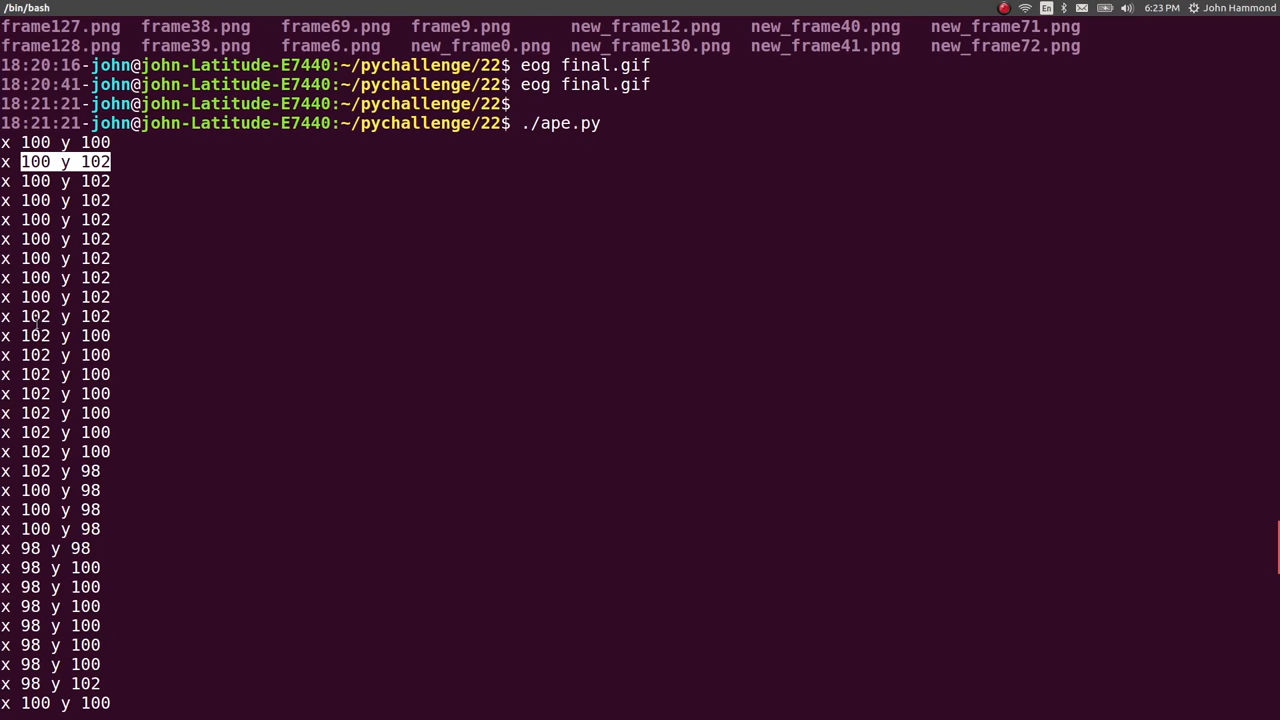 /bin/bash En 6:23 PM John Hammond
frame127.png frame38.png frame69.png frame9.png new_frame12.png new_frame40.png new_frame71.png
frame128.png frame39.png frame6.png new_frame0.png new_frame130.png new_frame41.png new_frame72.png
18:20:16-john@john-Latitude-E7440:~/pychallenge/22$ eog final.gif
18:20:41-john@john-Latitude-E7440:~/pychallenge/22$ eog final.gif
18:21:21-john@john-Latitude-E7440:~/pychallenge/22$
18:21:21-john@john-Latitude-E7440:~/pychallenge/22$ ./ape.py
x 100 y 100
x 100 y 102
x 100 y 102
x 100 y 102
x 100 y 102
x 100 y 102
x 100 y 102
x 100 y 102
x 100 y 102
x 102 y 102
x 102 y 100
x 102 y 100
x 102 y 100
x 102 y 100
x 102 y 100
x 102 y 100
x 102 y 100
x 102 y 98
x 100 y 98
x 100 y 98
x 100 y 98
x 98 y 98
x 98 y 100
x 98 y 100
x 98 y 100
x 98 y 100
x 98 y 100
x 98 y 100
x 98 y 102
x 100 y 100